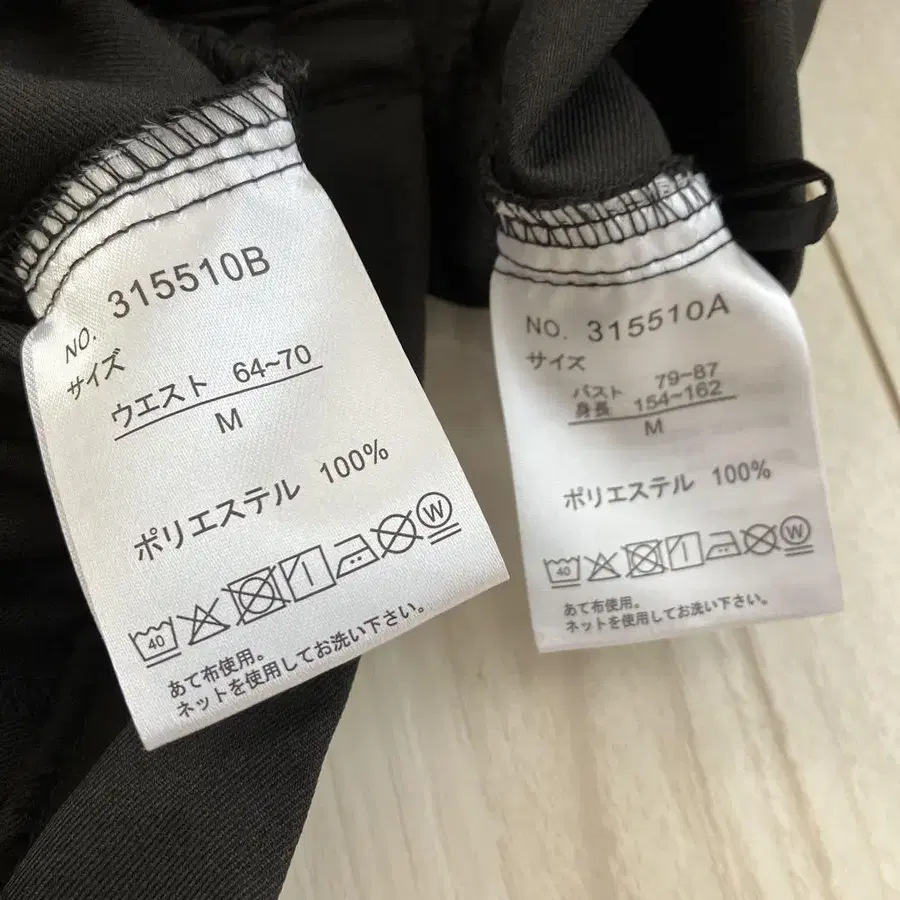 NO. 315510B
サイズ
ウエスト 64~70
M
ポリエステル 100%
40 W
あて布使用。
ネットを使用してお洗い下さい。
NO. 315510A
サイズ
バスト 79~87
身長 154~162
M
ポリエステル 100%
40 W
あて布使用。
ネットを使用してお洗い下さい。